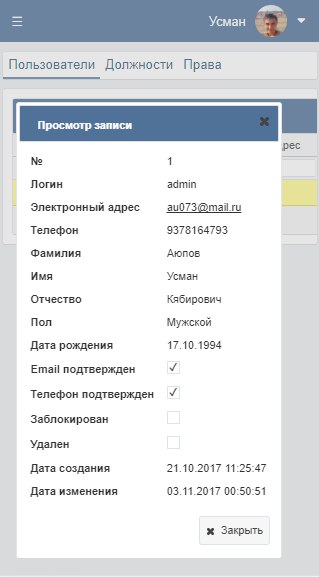 Усман
Пользователи Должности Права
Просмотр записи
рес
№ 1
Логин admin
Электронный адрес au073@mail.ru
Телефон 9378164793
Фамилия Аюпов
Имя Усман
Отчество Кябирович
Пол Мужской
Дата рождения 17.10.1994
Email подтвержден
Телефон подтвержден
Заблокирован
Удален
Дата создания 21.10.2017 11:25:47
Дата изменения 03.11.2017 00:50:51
Закрыть